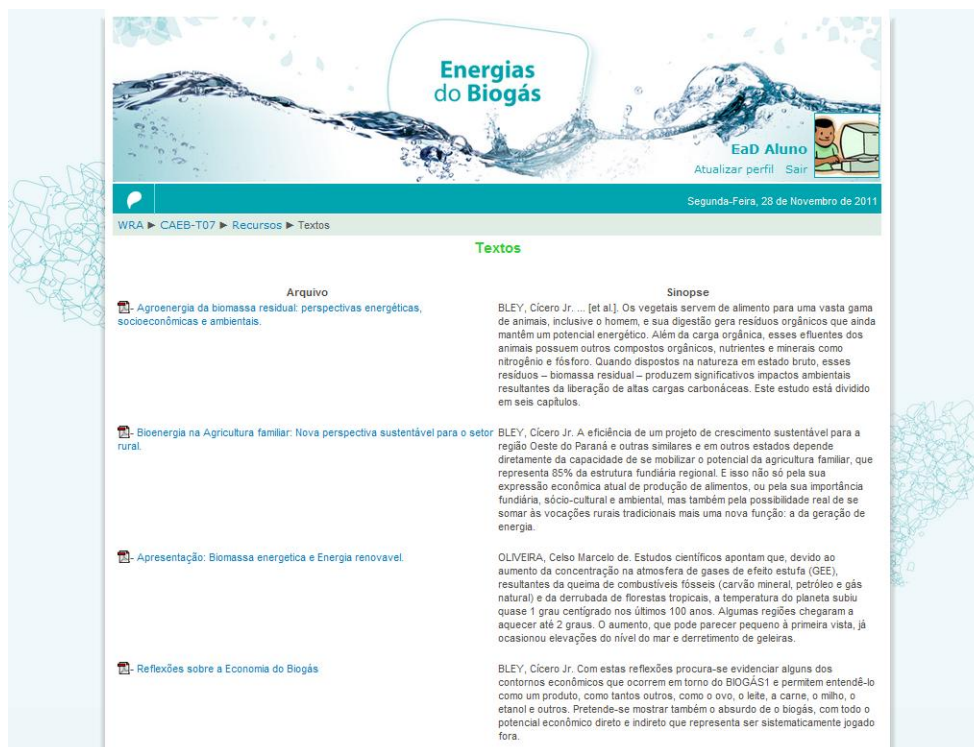 Energias
do Biogás
EaD Aluno
Atualizar perfil Sair
Segunda-Feira, 28 de Novembro de 2011
WRA ► CAEB-T07 ► Recursos ► Textos
Textos
Arquivo
- Agroenergia da biomassa residual: perspectivas energéticas,
socioeconômicas e ambientais.
Sinopse
BLEY, Cícero Jr. ... [et al.]. Os vegetais servem de alimento para uma vasta gama
de animais, inclusive o homem, e sua digestão gera resíduos orgânicos que ainda
mantêm um potencial energético. Além da carga orgânica, esses efluentes dos
animais possuem outros compostos orgânicos, nutrientes e minerais como
nitrogênio e fósforo. Quando dispostos na natureza em estado bruto, esses
resíduos – biomassa residual – produzem significativos impactos ambientais
resultantes da liberação de altas cargas carbonáceas. Este estudo está dividido
em seis capítulos.
- Bioenergia na Agricultura familiar: Nova perspectiva sustentável para o setor
rural.
BLEY, Cícero Jr. A eficiência de um projeto de crescimento sustentável para a
região Oeste do Paraná e outras similares e em outros estados depende
diretamente da capacidade de se mobilizar o potencial da agricultura familiar, que
representa 85% da estrutura fundiária regional. E isso não só pela sua
expressão econômica atual de produção de alimentos, ou pela sua importância
fundiária, sócio-cultural e ambiental, mas também pela possibilidade real de se
somar às vocações rurais tradicionais mais uma nova função: a da geração de
energia.
- Apresentação: Biomassa energetica e Energia renovavel.
OLIVEIRA, Celso Marcelo de. Estudos científicos apontam que, devido ao
aumento da concentração na atmosfera de gases de efeito estufa (GEE),
resultantes da queima de combustíveis fósseis (carvão mineral, petróleo e gás
natural) e da derrubada de florestas tropicais, a temperatura do planeta subiu
quase 1 grau centígrado nos últimos 100 anos. Algumas regiões chegaram a
aquecer até 2 graus. O aumento, que pode parecer pequeno à primeira vista, já
ocasionou elevações do nível do mar e derretimento de geleiras.
- Reflexões sobre a Economia do Biogás
BLEY, Cícero Jr. Com estas reflexões procura-se evidenciar alguns dos
contornos econômicos que ocorrem em torno do BIOGÁS1 e permitem entendê-lo
como um produto, como tantos outros, como o ovo, o leite, a carne, o milho, o
etanol e outros. Pretende-se mostrar também o absurdo de o biogás, com todo o
potencial econômico direto e indireto que representa ser sistematicamente jogado
fora.